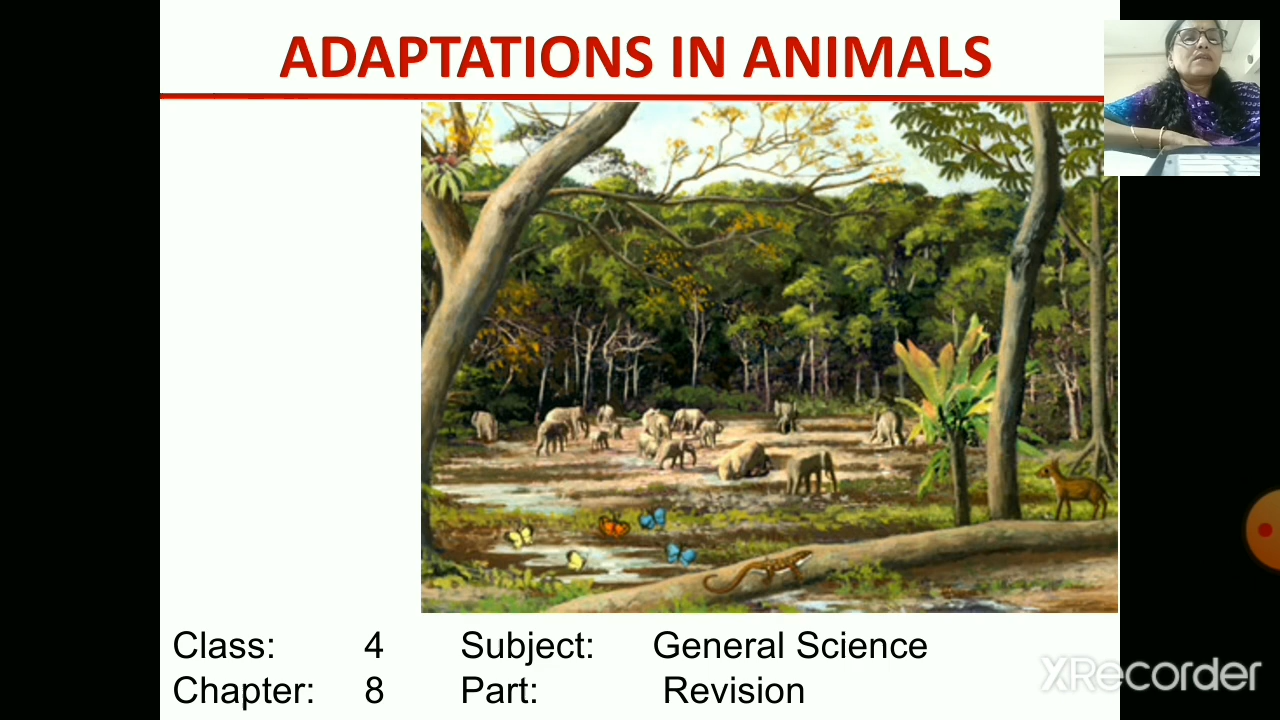 ADAPTATIONS IN ANIMALS
Class: 4 Subject: General Science
Chapter: 8 Part: Revision
XRecorder